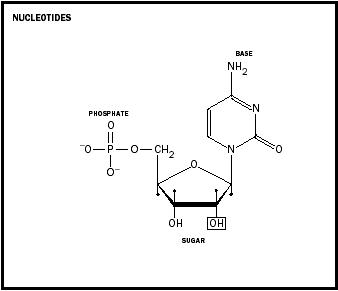 NUCLEOTIDES
BASE
NH2
PHOSPHATE
N
O
−O P O CH2
N O
O−
O
OH OH
SUGAR